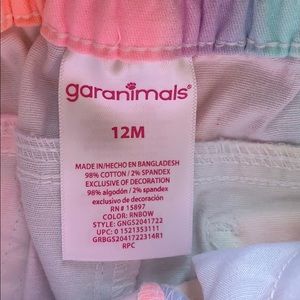 garanimals®
12M
MADE IN/HECHO EN BANGLADESH
98% COTTON / 2% SPANDEX
EXCLUSIVE OF DECORATION
98% algodón / 2% spandex
exclusivo de decoración
RN # 15897
COLOR: RNBOW
STYLE: GNGS2041722
UPC: 0 1521353111
GRBGS2041722314R1
RPC